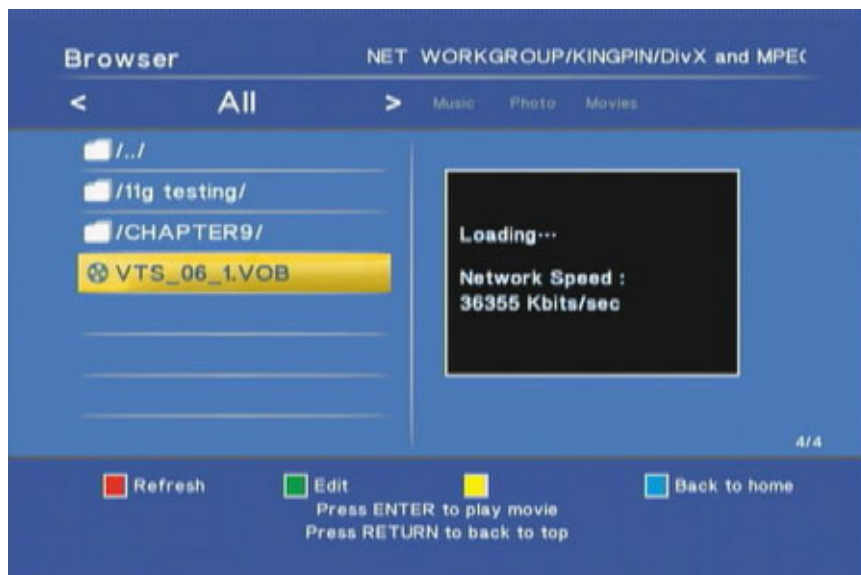 Browser NET WORKGROUP/KINGPIN/DivX and MPE
< All > Music Photo Movies
/../
/11g testing/
/CHAPTER9/
VTS_06_1.VOB
Loading...
Network Speed :
36355 Kbits/sec
4/4
Refresh Edit Back to home
Press ENTER to play movie
Press RETURN to back to top